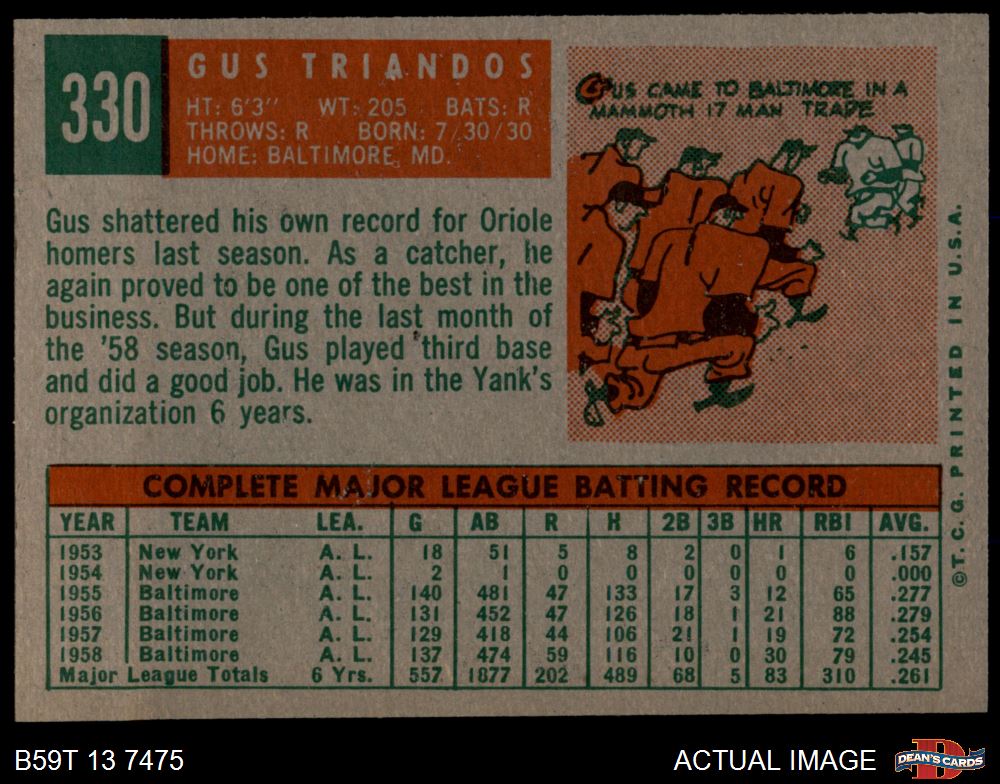 330
GUS TRIANDOS
HT: 6'3" WT: 205 BATS: R
THROWS: R BORN: 7/30/30
HOME: BALTIMORE, MD.
GUS CAME TO BALTIMORE IN A
MAMMOTH 17 MAN TRADE
Gus shattered his own record for Oriole
homers last season. As a catcher, he
again proved to be one of the best in the
business. But during the last month of
the '58 season, Gus played third base
and did a good job. He was in the Yank's
organization 6 years.
COMPLETE MAJOR LEAGUE BATTING RECORD
YEAR TEAM LEA. G AB R H 2B 3B HR RBI AVG.
1953 New York A. L. 18 51 5 8 2 0 1 6 .157
1954 New York A. L. 2 1 0 0 0 0 0 0 .000
1955 Baltimore A. L. 140 481 47 133 17 3 12 65 .277
1956 Baltimore A. L. 131 452 47 126 18 1 21 88 .279
1957 Baltimore A. L. 129 418 44 106 21 1 19 72 .254
1958 Baltimore A. L. 137 474 59 116 10 0 30 79 .245
Major League Totals 6 Yrs. 557 1877 202 489 68 5 83 310 .261
©T. C. G. PRINTED IN U.S.A.
B59T 13 7475
ACTUAL IMAGE
D
DEAN'S CARDS